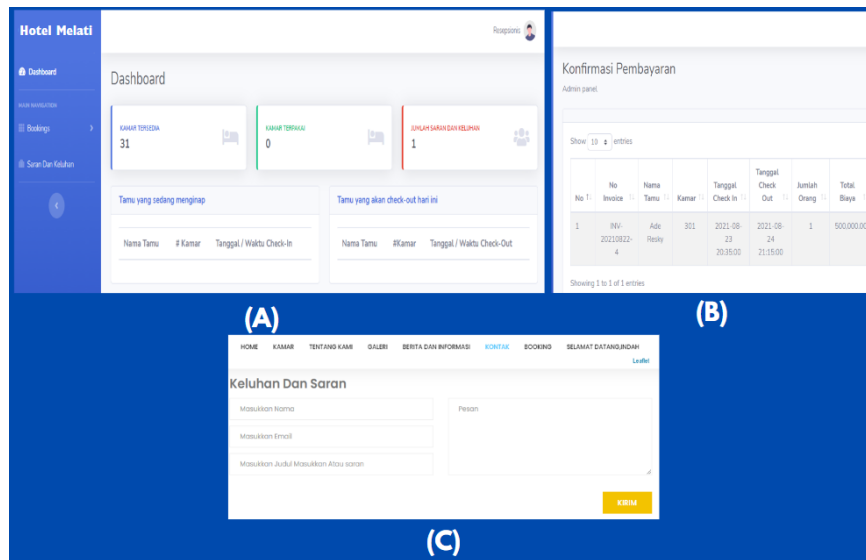 Hotel Melati
Resepsionis
Dashboard
MAIN NAVIGATION
Bookings
Saran Dan Keluhan
Dashboard
KAMAR TERSEDIA
31
KAMAR TERPAKAI
0
JUMLAH SARAN DAN KELUHAN
1
Tamu yang sedang menginap
Nama Tamu # Kamar Tanggal / Waktu Check-In
Tamu yang akan check-out hari ini
Nama Tamu #Kamar Tanggal / Waktu Check-Out
(A)
Konfirmasi Pembayaran
Admin panel
Show 10 entries
No No Invoice Nama Tamu Kamar Tanggal Check In Tanggal Check Out Jumlah Orang Total Biaya
1 INV-20210822-4 Ade Resky 301 2021-08-23 20:35:00 2021-08-24 21:15:00 1 500,000.00
Showing 1 to 1 of 1 entries
(B)
HOME KAMAR TENTANG KAMI GALERI BERITA DAN INFORMASI KONTAK BOOKING SELAMAT DATANG,INDAH
Leaflet
Keluhan Dan Saran
Masukkan Nama
Masukkan Email
Masukkan Judul Masukkan Atau saran
Pesan
KIRIM
(C)